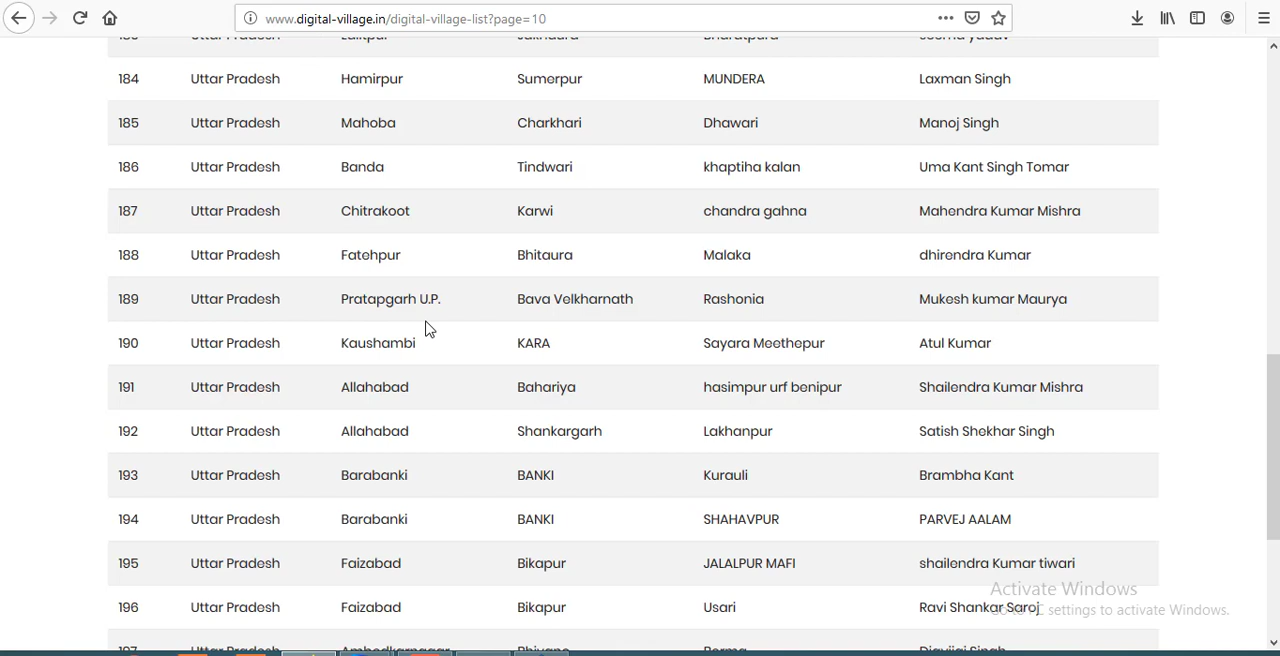 www.digital-village.in/digital-village-list?page=10
184 Uttar Pradesh Hamirpur Sumerpur MUNDERA Laxman Singh
185 Uttar Pradesh Mahoba Charkhari Dhawari Manoj Singh
186 Uttar Pradesh Banda Tindwari khaptiha kalan Uma Kant Singh Tomar
187 Uttar Pradesh Chitrakoot Karwi chandra gahna Mahendra Kumar Mishra
188 Uttar Pradesh Fatehpur Bhitaura Malaka dhirendra Kumar
189 Uttar Pradesh Pratapgarh U.P. Bava Velkharnath Rashonia Mukesh kumar Maurya
190 Uttar Pradesh Kaushambi KARA Sayara Meethepur Atul Kumar
191 Uttar Pradesh Allahabad Bahariya hasimpur urf benipur Shailendra Kumar Mishra
192 Uttar Pradesh Allahabad Shankargarh Lakhanpur Satish Shekhar Singh
193 Uttar Pradesh Barabanki BANKI Kurauli Brambha Kant
194 Uttar Pradesh Barabanki BANKI SHAHAVPUR PARVEJ AALAM
195 Uttar Pradesh Faizabad Bikapur JALALPUR MAFI shailendra Kumar tiwari
Activate Windows
196 Uttar Pradesh Faizabad Bikapur Usari Ravi Shankar Saroj
PC settings to activate Windows.